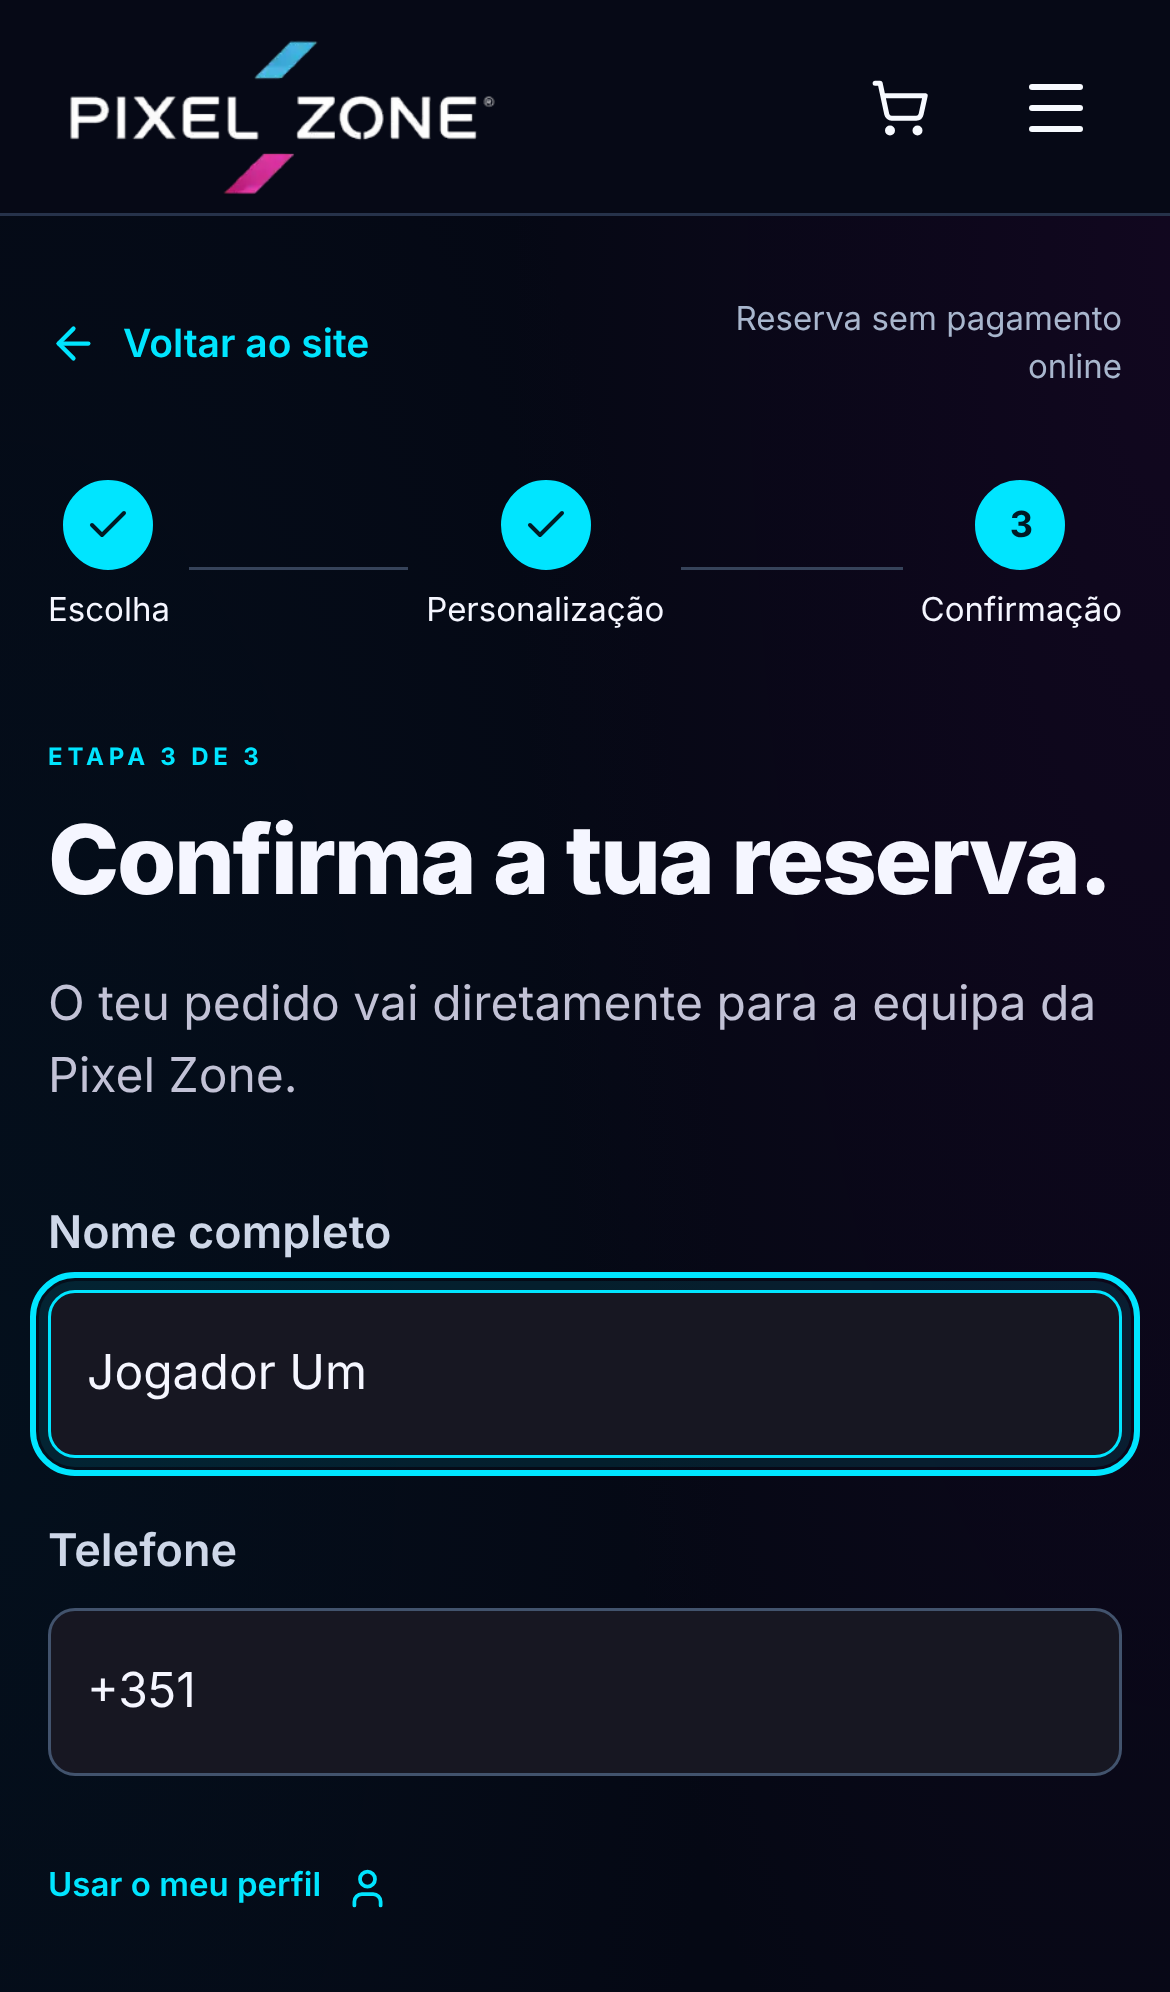 PIXEL ZONE®
Voltar ao site
Reserva sem pagamento
online
3
Escolha
Personalização
Confirmação
ETAPA 3 DE 3
Confirma a tua reserva.
O teu pedido vai diretamente para a equipa da
Pixel Zone.
Nome completo
Jogador Um
Telefone
+351
Usar o meu perfil